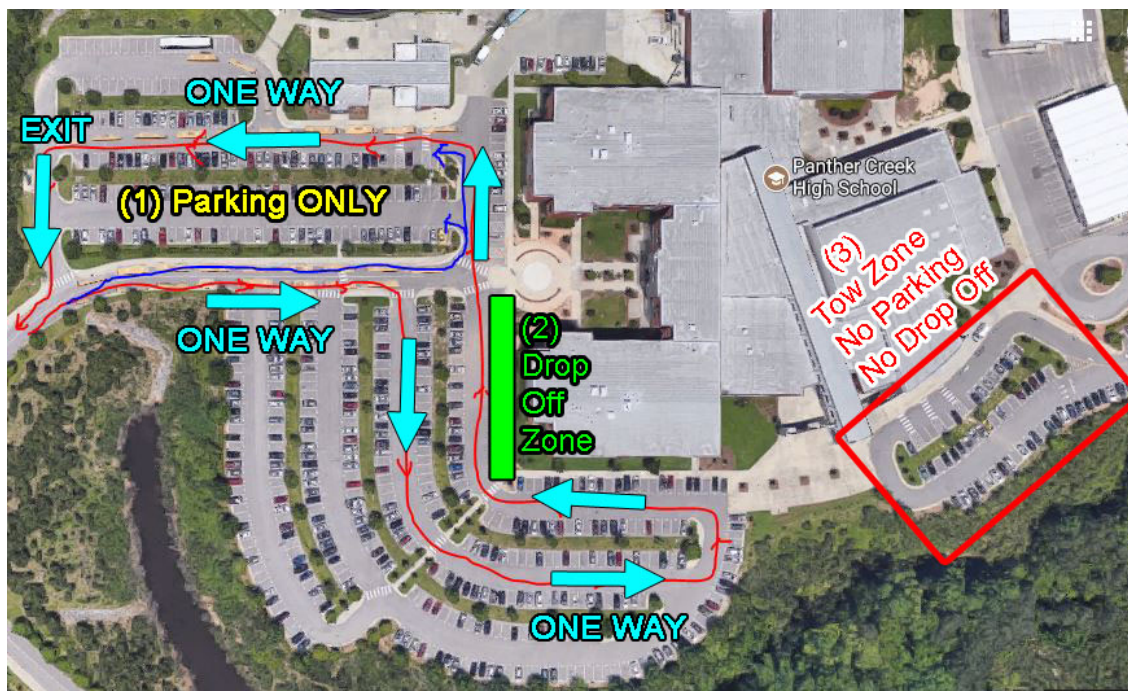 ONE WAY
EXIT
(1) Parking ONLY
Panther Creek
High School
(3)
Tow Zone
No Parking
No Drop Off
ONE WAY
(2)
Drop
Off
Zone
ONE WAY